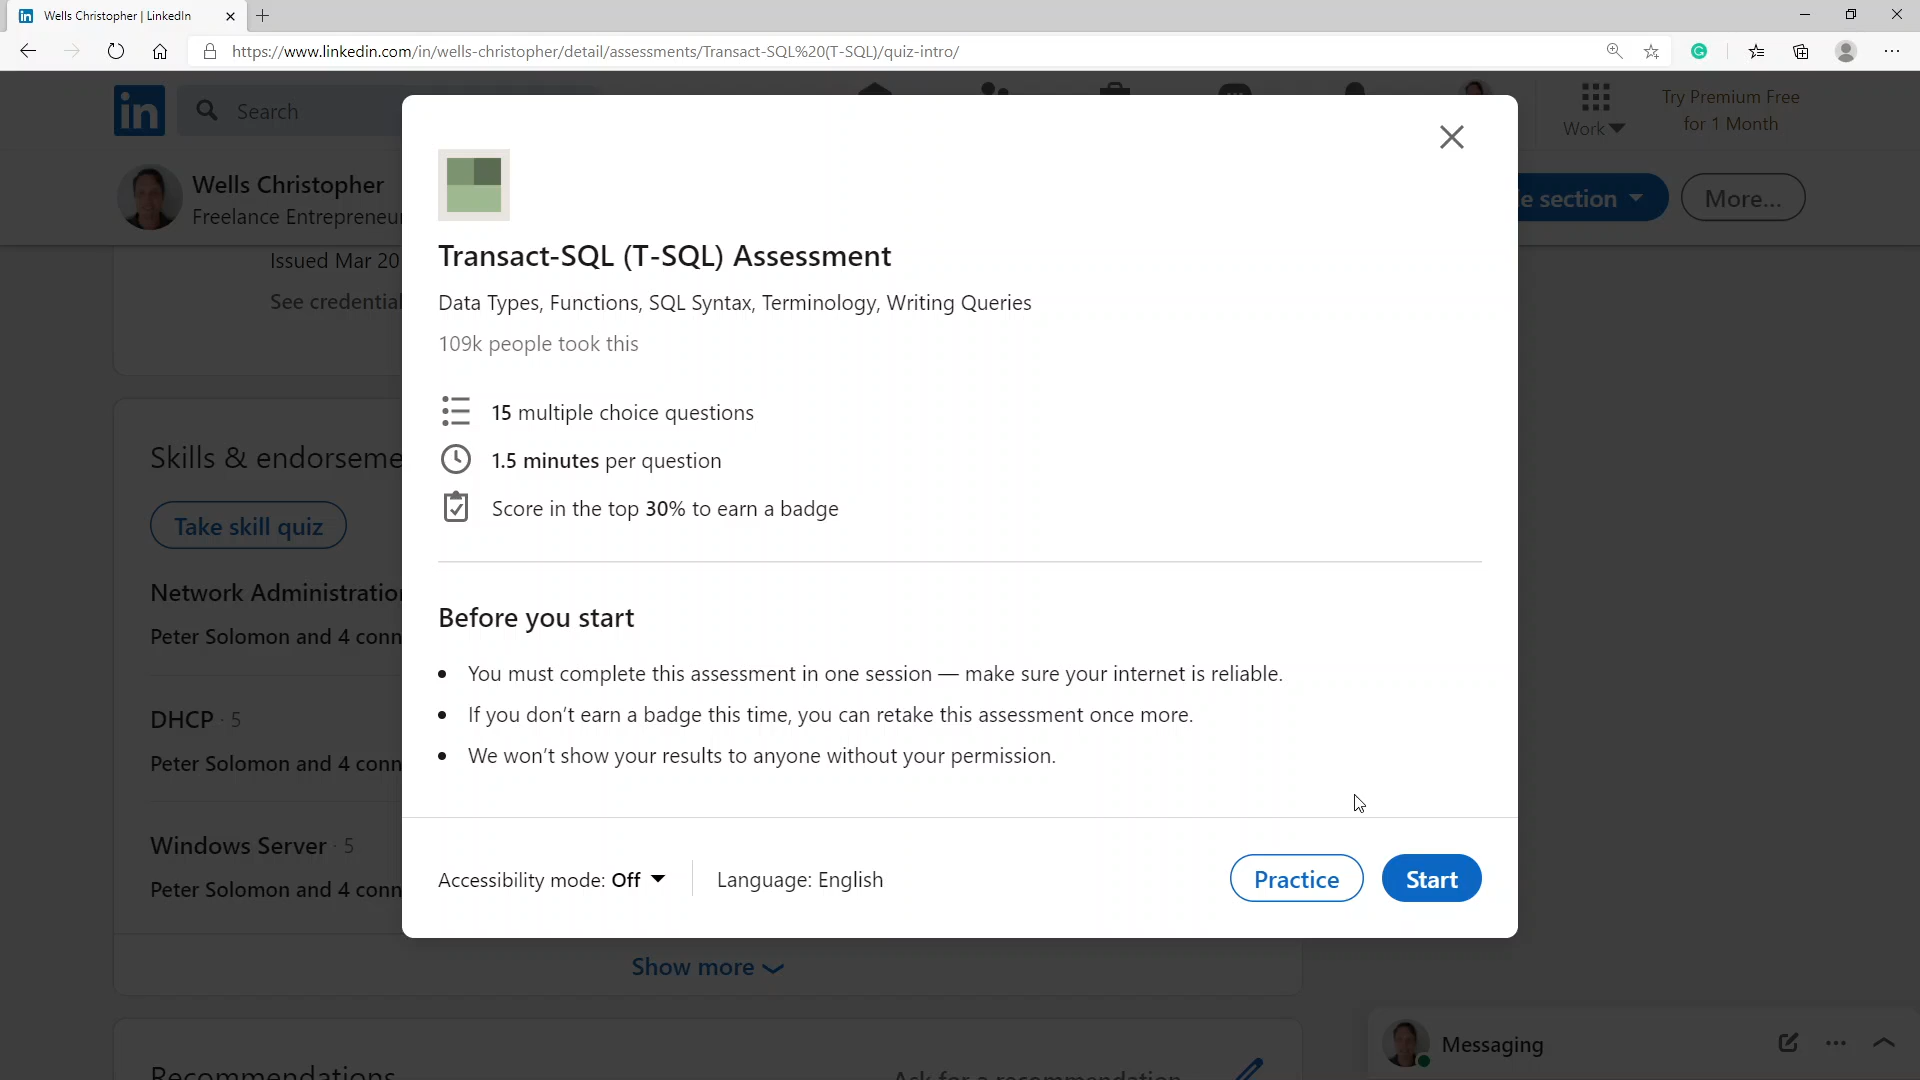 Wells Christopher | LinkedIn
https://www.linkedin.com/in/wells-christopher/detail/assessments/Transact-SQL%20(T-SQL)/quiz-intro/
in
Search
Work
Try Premium Free
for 1 Month
Wells Christopher
Freelance Entrepreneu
e section
More...
Issued Mar 20
See credential
Transact-SQL (T-SQL) Assessment
Data Types, Functions, SQL Syntax, Terminology, Writing Queries
109k people took this
15 multiple choice questions
1.5 minutes per question
Score in the top 30% to earn a badge
Skills & endorseme
Take skill quiz
Network Administration
Peter Solomon and 4 conn
DHCP · 5
Peter Solomon and 4 conn
Windows Server · 5
Peter Solomon and 4 conn
Before you start
• You must complete this assessment in one session — make sure your internet is reliable.
• If you don’t earn a badge this time, you can retake this assessment once more.
• We won’t show your results to anyone without your permission.
Accessibility mode: Off
Language: English
Practice
Start
Show more
Recommendations
Ask for a recommendation
Messaging